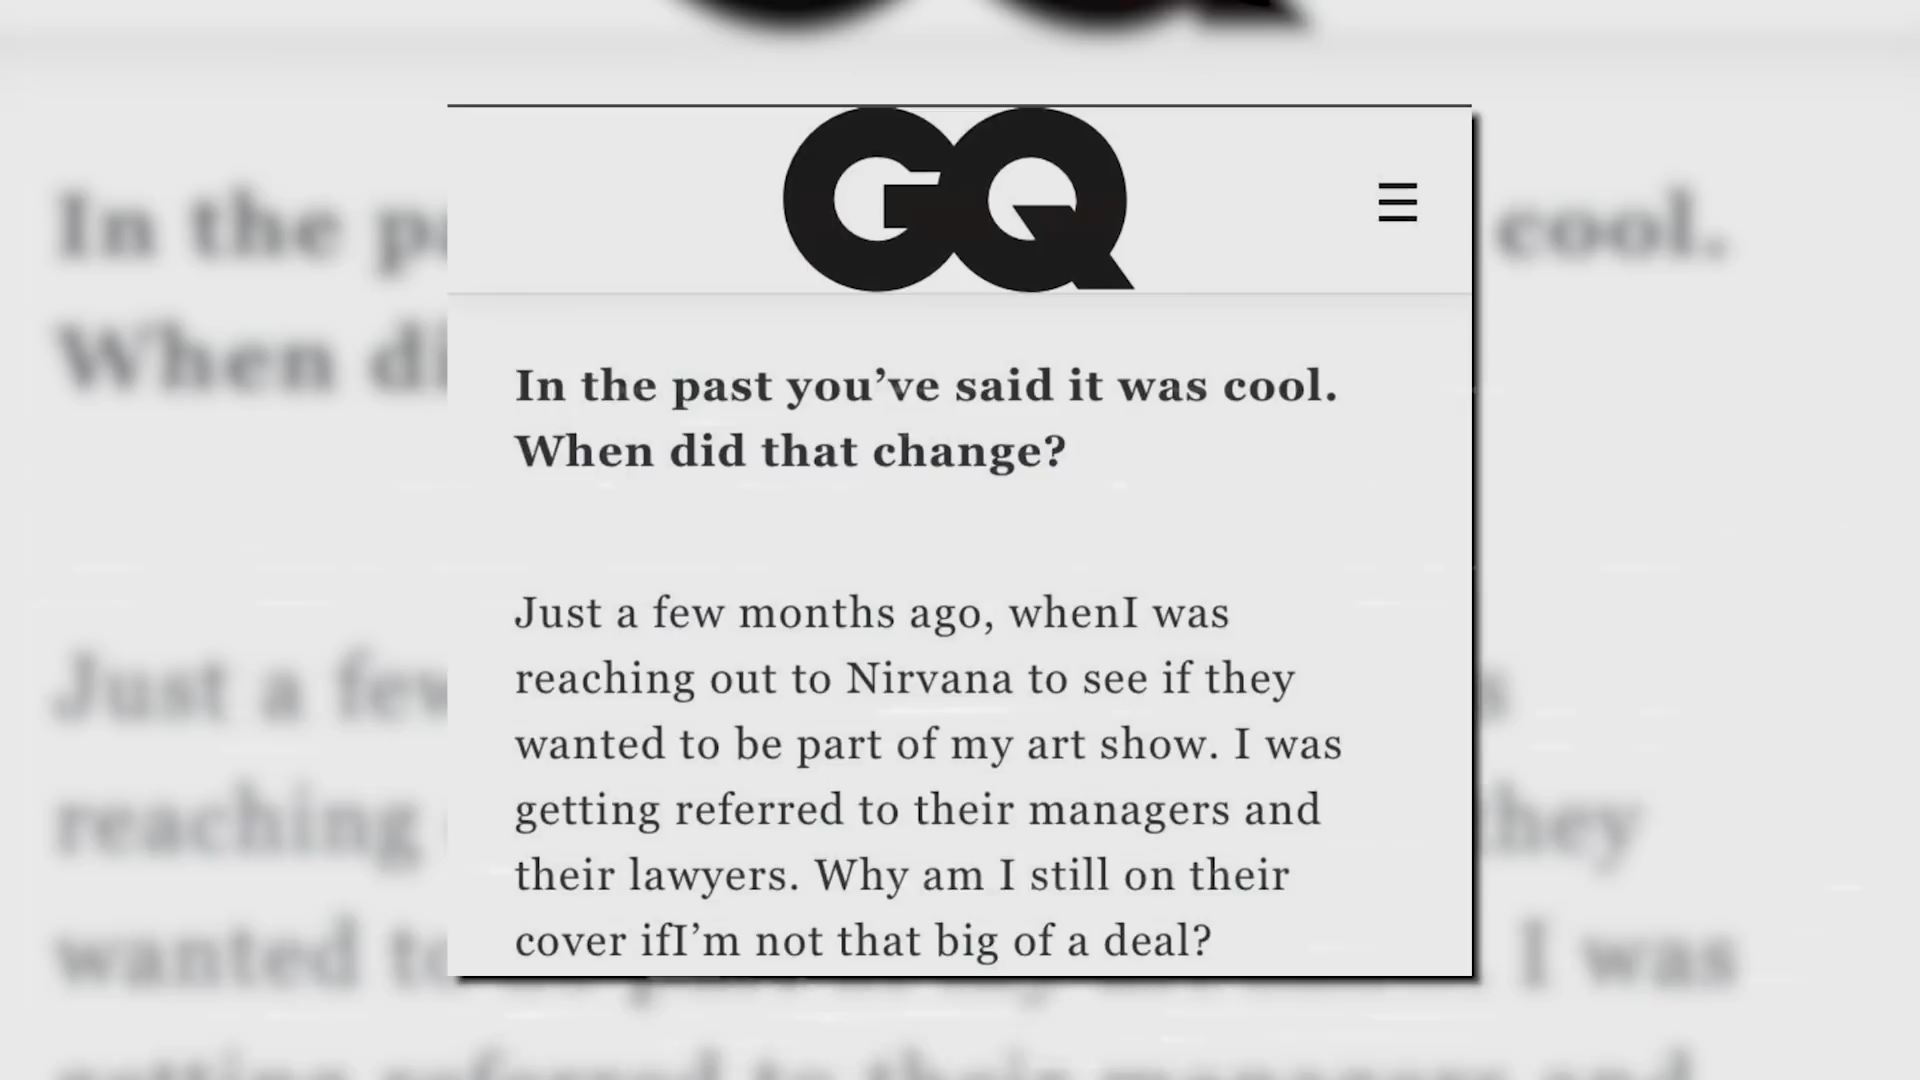 GQ
In the past you’ve said it was cool.
When did that change?
Just a few months ago, whenI was
reaching out to Nirvana to see if they
wanted to be part of my art show. I was
getting referred to their managers and
their lawyers. Why am I still on their
cover ifI’m not that big of a deal?